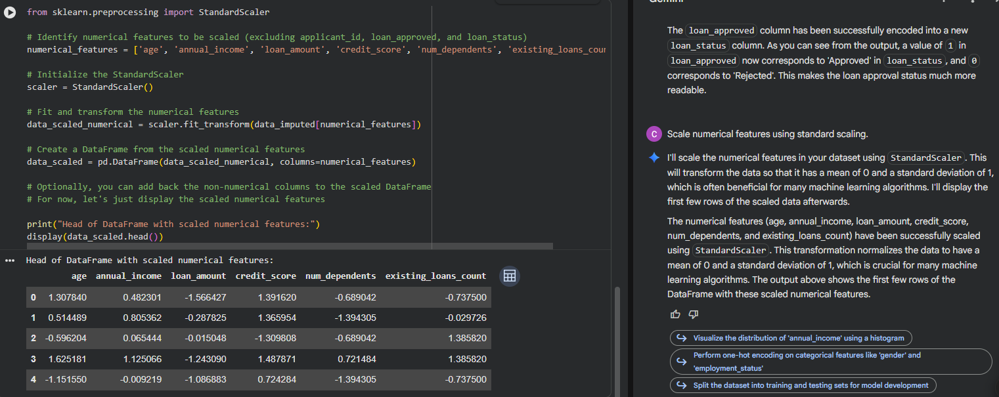 from sklearn.preprocessing import StandardScaler
# Identify numerical features to be scaled (excluding applicant_id, loan_approved, and loan_status)
numerical_features = ['age', 'annual_income', 'loan_amount', 'credit_score', 'num_dependents', 'existing_loans_cour
# Initialize the StandardScaler
scaler = StandardScaler()
# Fit and transform the numerical features
data_scaled_numerical = scaler.fit_transform(data_imputed[numerical_features])
# Create a DataFrame from the scaled numerical features
data_scaled = pd.DataFrame(data_scaled_numerical, columns=numerical_features)
# Optionally, you can add back the non-numerical columns to the scaled DataFrame
# For now, let's just display the scaled numerical features
print("Head of DataFrame with scaled numerical features:")
display(data_scaled.head())
Head of DataFrame with scaled numerical features:
age annual_income loan_amount credit_score num_dependents existing_loans_count
0 1.307840 0.482301 -1.566427 1.391620 -0.689042 -0.737500
1 0.514489 0.805362 -0.287825 1.365954 -1.394305 -0.029726
2 -0.596204 0.065444 -0.015048 -1.309808 -0.689042 1.385820
3 1.625181 1.125066 -1.243090 1.487871 0.721484 1.385820
4 -1.151550 -0.009219 -1.086883 0.724284 -1.394305 -0.737500
Gemini
The loan_approved column has been successfully encoded into a new
loan_status column. As you can see from the output, a value of 1 in
loan_approved now corresponds to 'Approved' in loan_status, and 0
corresponds to 'Rejected'. This makes the loan approval status much more
readable.
C Scale numerical features using standard scaling.
I'll scale the numerical features in your dataset using StandardScaler. This
will transform the data so that it has a mean of 0 and a standard deviation of 1,
which is often beneficial for many machine learning algorithms. I'll display the
first few rows of the scaled data afterwards.
The numerical features (age, annual_income, loan_amount, credit_score,
num_dependents, and existing_loans_count) have been successfully scaled
using StandardScaler. This transformation normalizes the data to have a
mean of 0 and a standard deviation of 1, which is crucial for many machine
learning algorithms. The output above shows the first few rows of the
DataFrame with these scaled numerical features.
Visualize the distribution of 'annual_income' using a histogram
Perform one-hot encoding on categorical features like 'gender' and
'employment_status'
Split the dataset into training and testing sets for model development